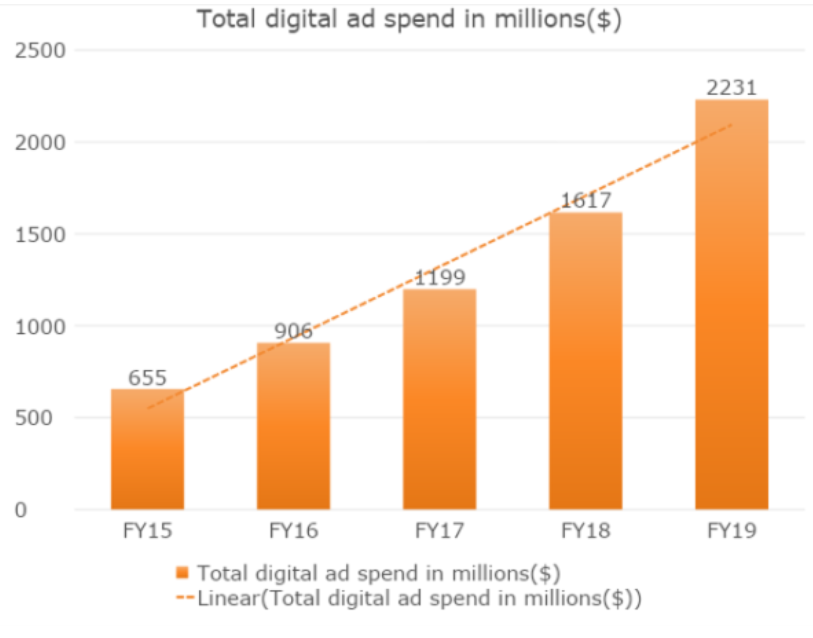 Total digital ad spend in millions($)
2500
2000
1500
1000
500
0
655
906
1199
1617
2231
FY15 FY16 FY17 FY18 FY19
Total digital ad spend in millions($)
Linear(Total digital ad spend in millions($))